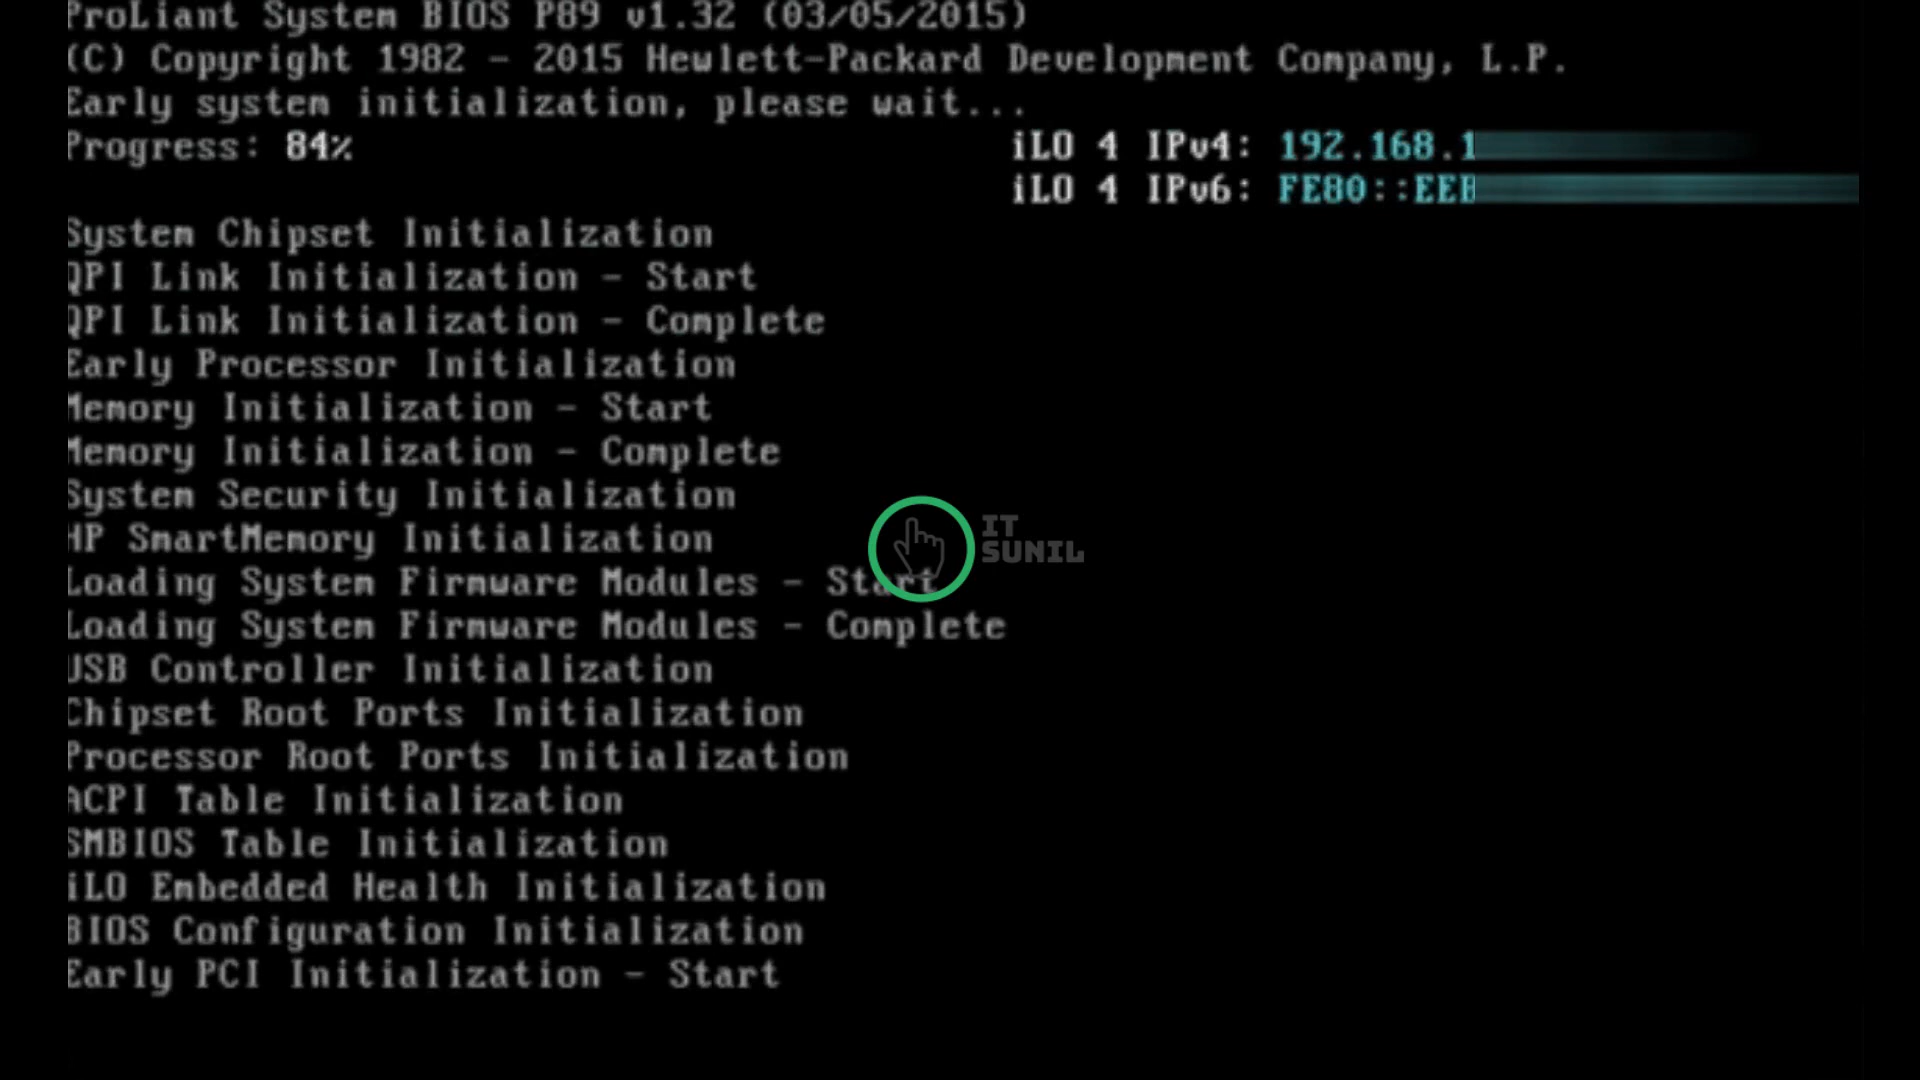 ProLiant System BIOS P89 v1.32 (03/05/2015)
(C) Copyright 1982 - 2015 Hewlett-Packard Development Company, L.P.
Early system initialization, please wait...
Progress: 84%
iLO 4 IPv4: 192.168.1
iLO 4 IPv6: FE80::EEB
System Chipset Initialization
QPI Link Initialization - Start
QPI Link Initialization - Complete
Early Processor Initialization
Memory Initialization - Start
Memory Initialization - Complete
System Security Initialization
HP SmartMemory Initialization
IT
SUNIL
Loading System Firmware Modules - Start
Loading System Firmware Modules - Complete
USB Controller Initialization
Chipset Root Ports Initialization
Processor Root Ports Initialization
ACPI Table Initialization
SMBIOS Table Initialization
iLO Embedded Health Initialization
BIOS Configuration Initialization
Early PCI Initialization - Start